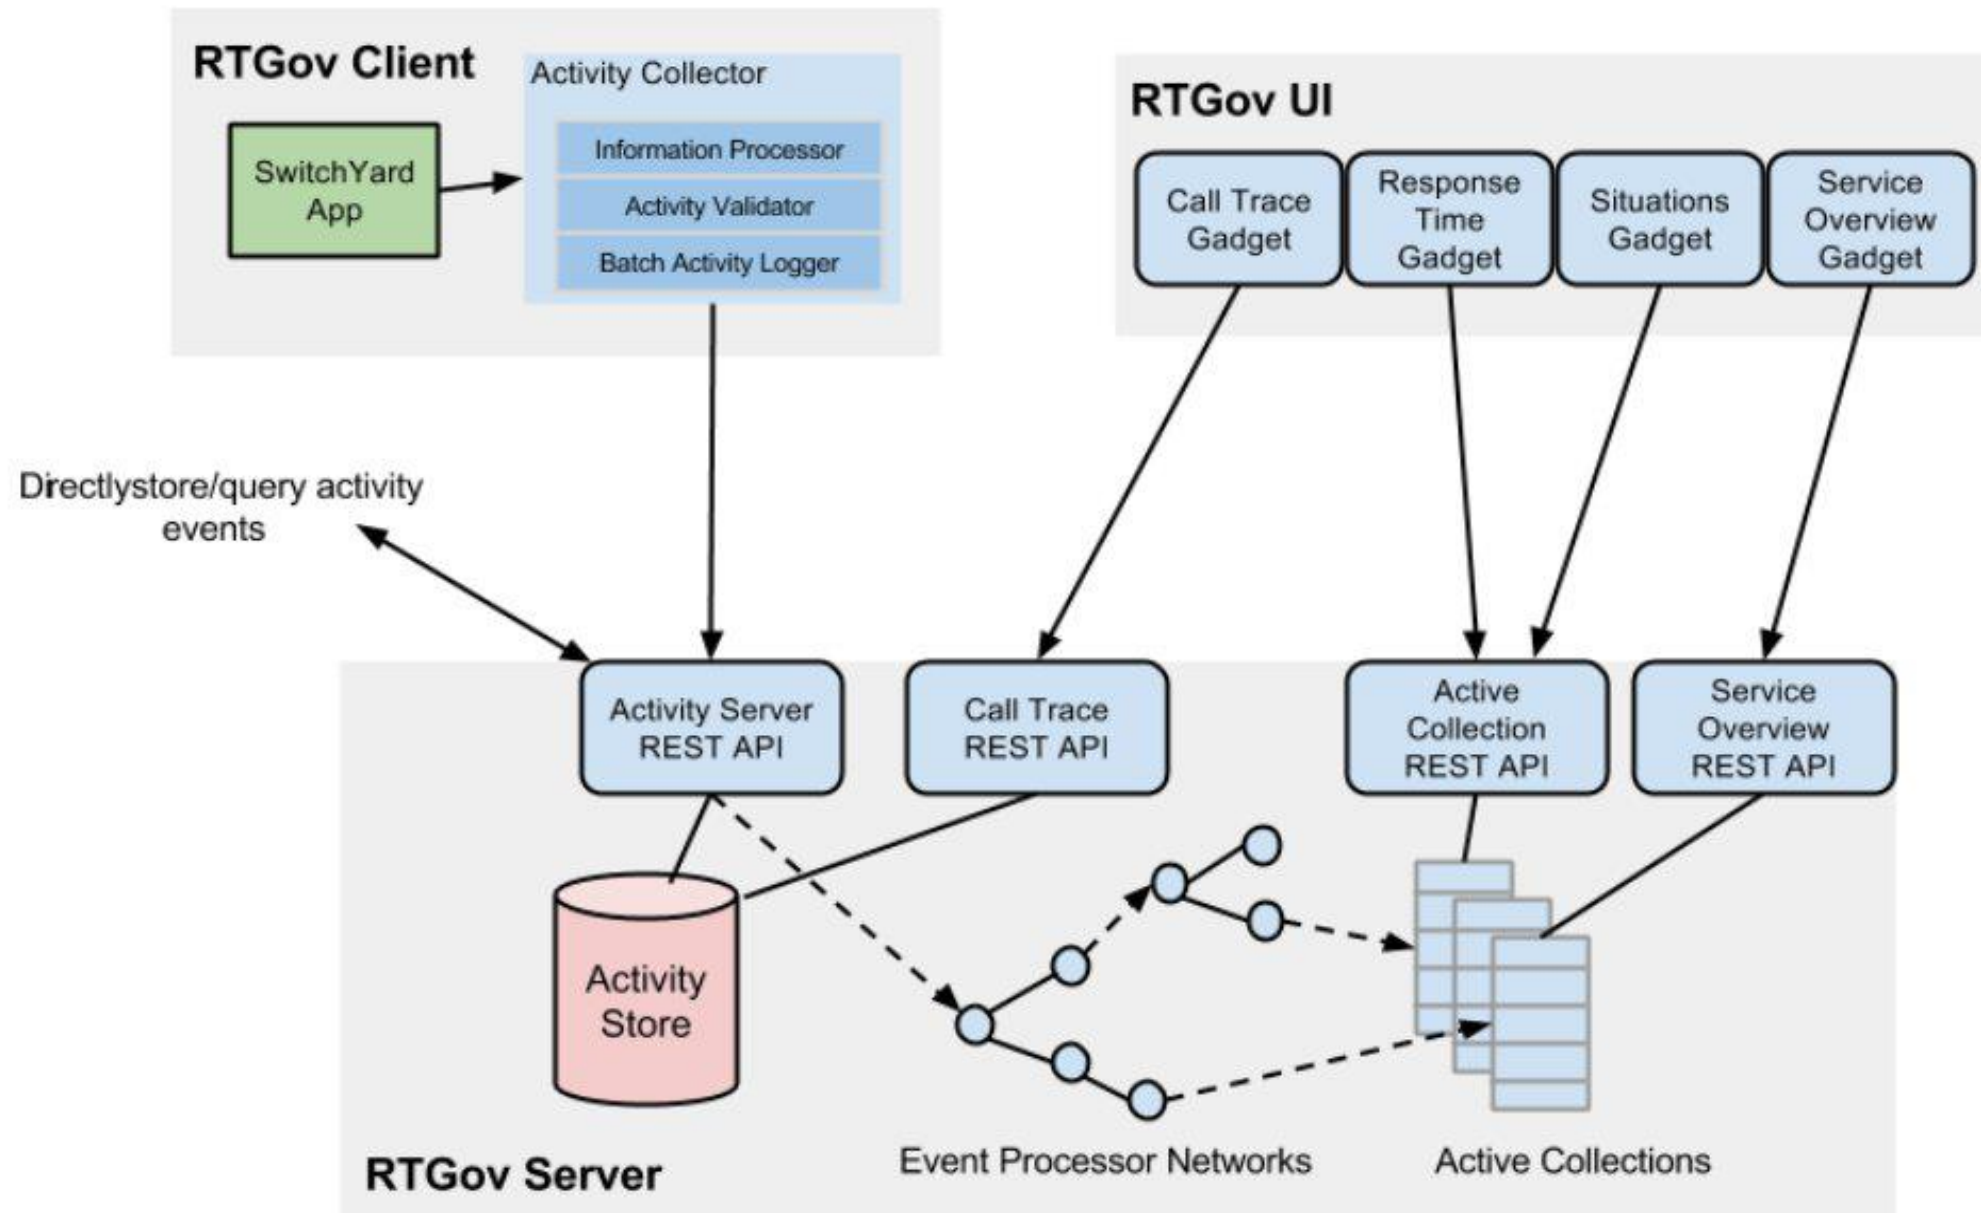 RTGov Client
Activity Collector
SwitchYard
App
Information Processor
Activity Validator
Batch Activity Logger
RTGov UI
Call Trace
Gadget
Response
Time
Gadget
Situations
Gadget
Service
Overview
Gadget
Directlystore/query activity
events
Activity Server
REST API
Call Trace
REST API
Active
Collection
REST API
Service
Overview
REST API
Activity
Store
Event Processor Networks
Active Collections
RTGov Server